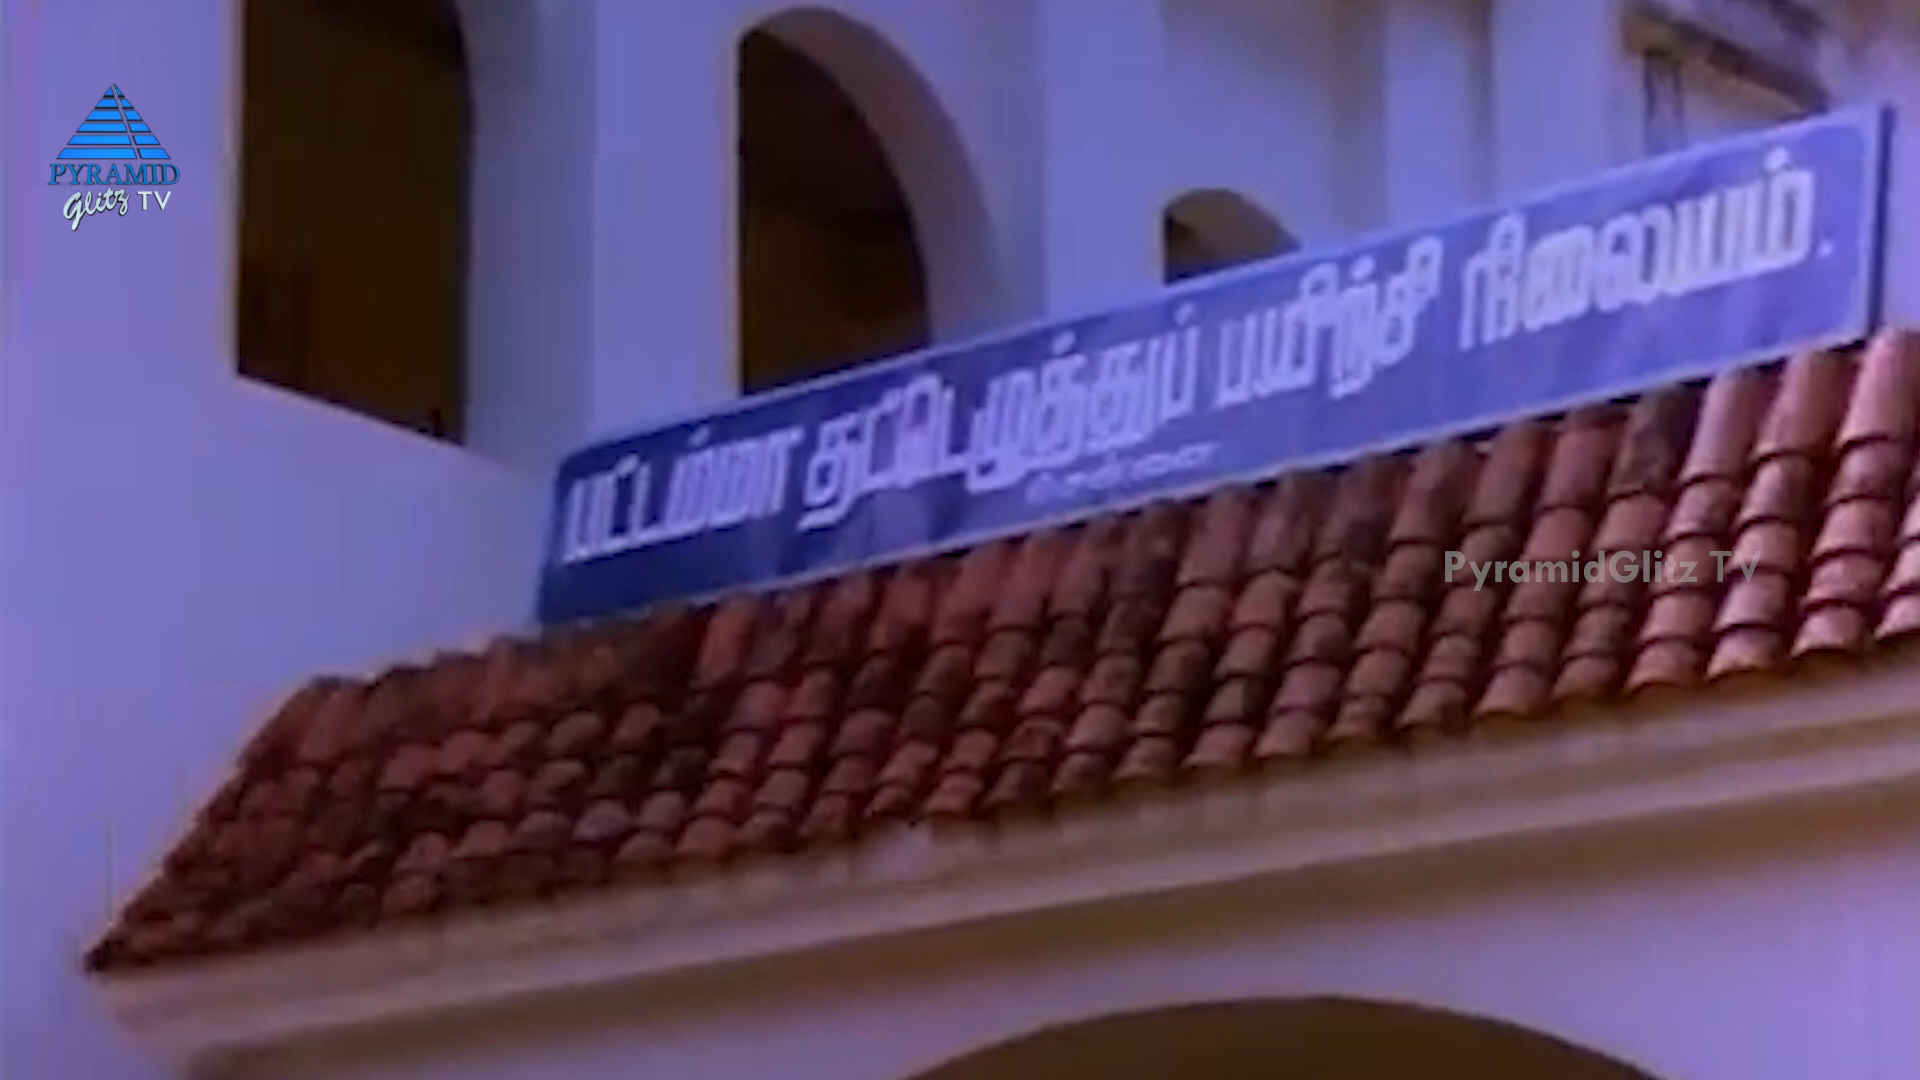 PYRAMID
Glitz TV
பட்டம்மா தட்டெழுத்துப் பயிற்சி நிலையம்.
சென்னை
PyramidGlitz TV